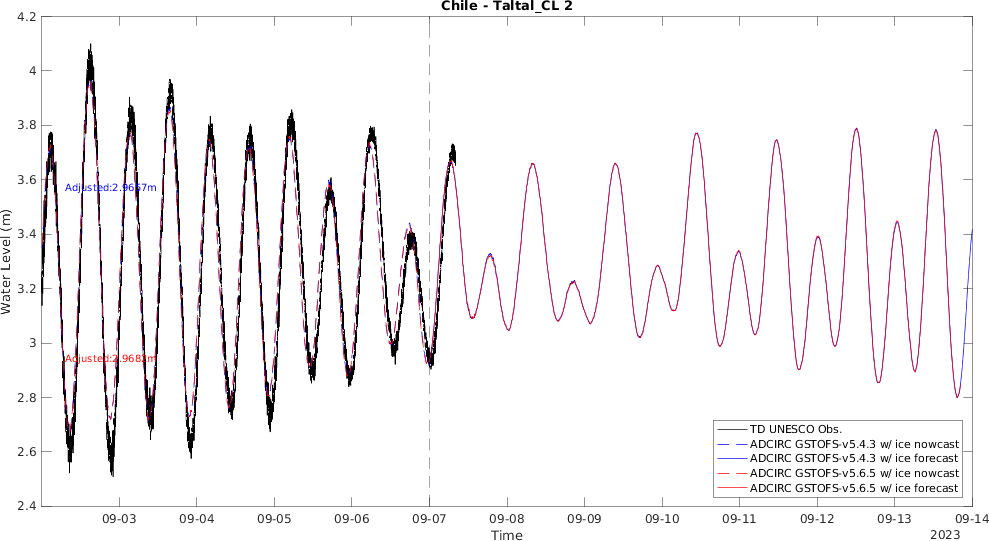 Chile - Taltal_CL 2
4.2
4
3.8
3.6
3.4
3.2
3
2.8
2.6
2.4
Water Level (m)
Adjusted:2.9667m
Adjusted:2.9682m
TD UNESCO Obs.
ADCIRC GSTOFS-v5.4.3 w/ ice nowcast
ADCIRC GSTOFS-v5.4.3 w/ ice forecast
ADCIRC GSTOFS-v5.6.5 w/ ice nowcast
ADCIRC GSTOFS-v5.6.5 w/ ice forecast
09-03 09-04 09-05 09-06 09-07 09-08 09-09 09-10 09-11 09-12 09-13 09-14
Time
2023